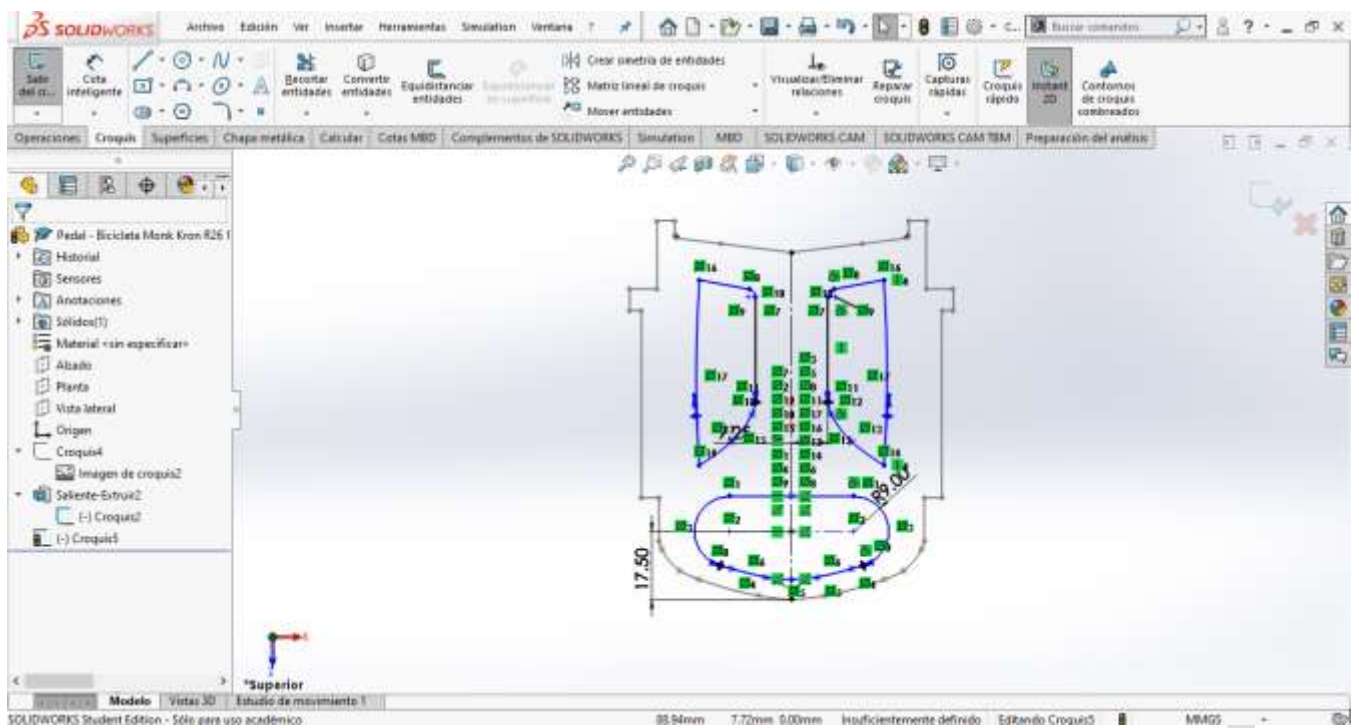 SOLIDWORKS
Archivo Edición Ver Insertar Herramientas Simulation Ventana ?
Buscar comandos
Salir del cr...
Cota inteligente
Recortar entidades
Convertir entidades
Equidistanciar entidades
Crear simetría de entidades
Matriz lineal de croquis
Mover entidades
Visualizar/Eliminar relaciones
Reparar croquis
Capturas rápidas
Croquis rápido
Instant 2D
Contornos de croquis sombreados
Operaciones Croquis Superficies Chapa metálica Calcular Cotas MBD Complementos de SOLIDWORKS Simulation MBD SOLIDWORKS CAM SOLIDWORKS CAM TBM Preparación del análisis
Pedal - Bicicleta Monk Kron R26 1
Historial
Sensores
Anotaciones
Sólidos(1)
Material <sin especificar>
Alzado
Planta
Vista lateral
Origen
Croquis4
Imagen de croquis2
Saliente-Extruir2
(-) Croquis2
(-) Croquis5
R9.00
17.50
*Superior
Modelo Vistas 3D Estudio de movimiento 1
SOLIDWORKS Student Edition - Sólo para uso académico 88.94mm 7.72mm 0.00mm Insuficientemente definido Editando Croquis5 MMGS